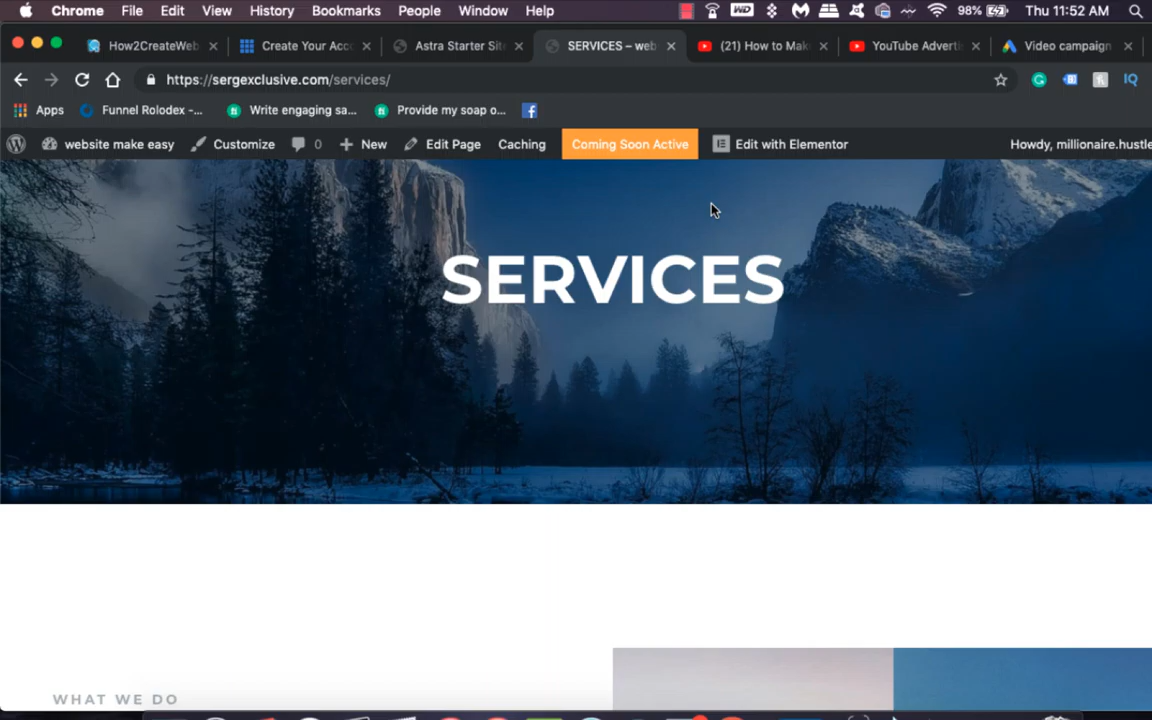 Chrome File Edit View History Bookmarks People Window Help WD 98% Thu 11:52 AM
How2CreateWeb Create Your Acc Astra Starter Sit SERVICES – web (21) How to Mak YouTube Adverti Video campaign
https://sergexclusive.com/services/ IQ
Apps Funnel Rolodex -... Write engaging sa... Provide my soap o...
website make easy Customize 0 New Edit Page Caching Coming Soon Active Edit with Elementor Howdy, millionaire.hustle
SERVICES
WHAT WE DO